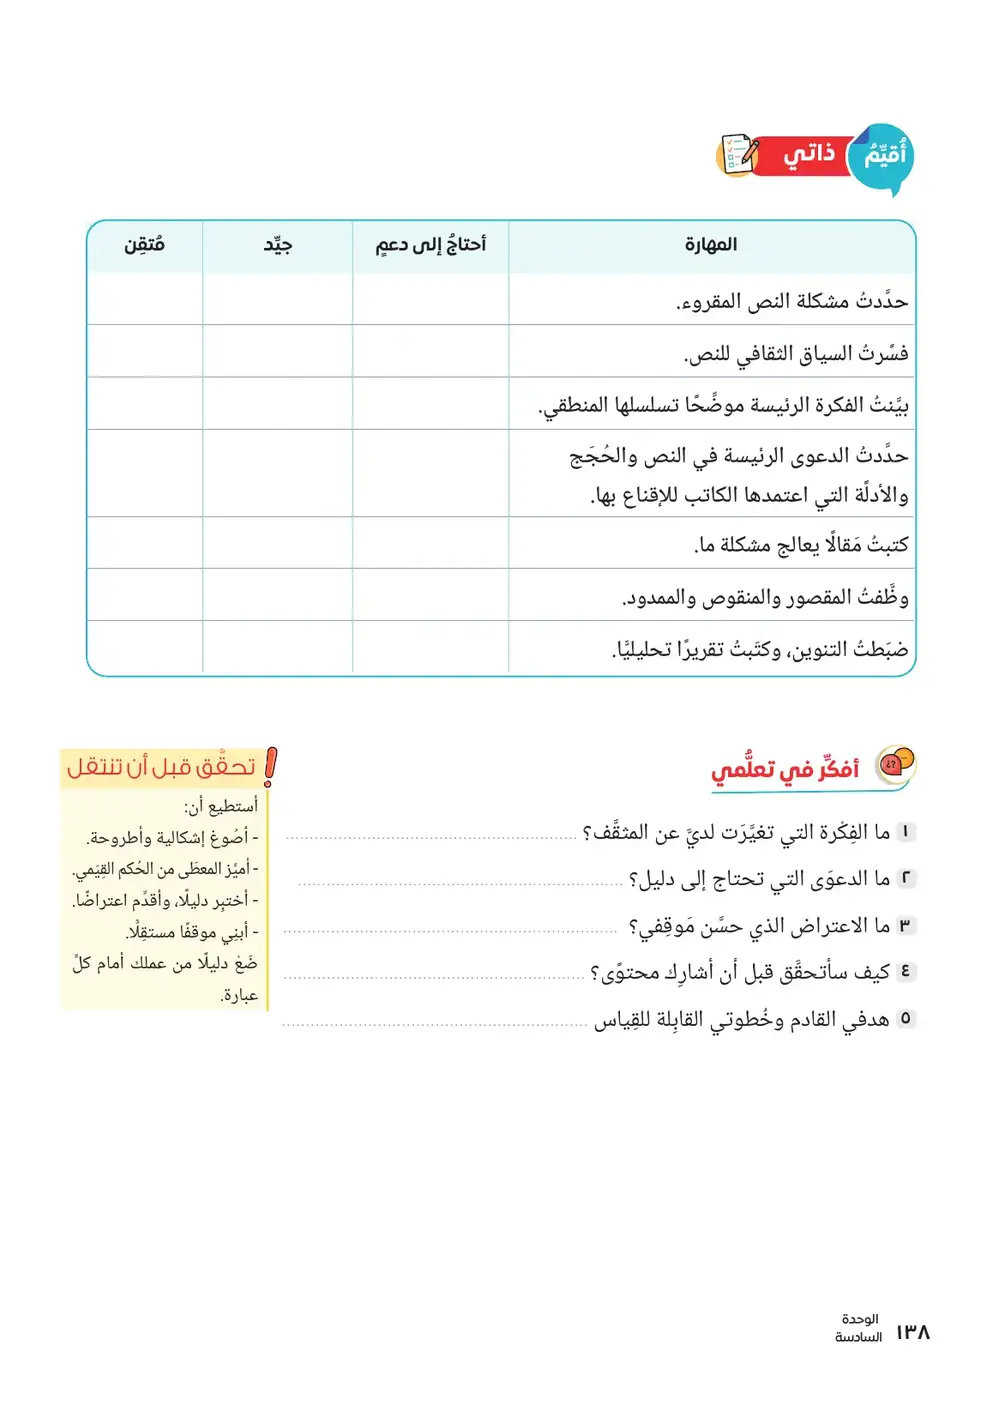 أُقيِّمُ ذاتي
المهارة أحتاجُ إلى دعمٍ جيِّد مُتقِن
حدَّدتُ مشكلة النص المقروء.
فسَّرتُ السياق الثقافي للنص.
بيَّنتُ الفكرة الرئيسة موضِّحًا تسلسلها المنطقي.
حدَّدتُ الدعوى الرئيسة في النص والحُجَج
والأدلَّة التي اعتمدها الكاتب للإقناع بها.
كتبتُ مَقالًا يعالج مشكلة ما.
وظَّفتُ المقصور والمنقوص والممدود.
ضبَطتُ التنوين، وكتَبتُ تقريرًا تحليليًّا.
أفكِّر في تعلُّمي
١ ما الفِكْرة التي تغيَّرَت لديَّ عن المثقَّف؟
٢ ما الدعوَى التي تحتاج إلى دليل؟
٣ ما الاعتراض الذي حسَّن مَوقِفي؟
٤ كيف سأتحقَّق قبل أن أشارِك محتوًى؟
٥ هدفي القادم وخُطوتي القابِلة للقِياس
تحقَّق قبل أن تنتقل
أستطيع أن:
- أصُوغ إشكالية وأطروحة.
- أميِّز المعطَى من الحُكم القِيَمي.
- أختبِر دليلًا، وأقدِّم اعتراضًا.
- أبنِي موقفًا مستقِلًّا.
ضَعْ دليلًا من عملك أمام كلِّ
عبارة.
١٣٨ الوحدة
السادسة